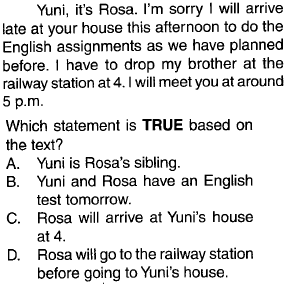 Yuni, it's Rosa. I'm sorry I will arrive
late at your house this afternoon to do the
English assignments as we have planned
before. I have to drop my brother at the
railway station at 4. I will meet you at around
5 p.m.
Which statement is TRUE based on
the text?
A. Yuni is Rosa's sibling.
B. Yuni and Rosa have an English
test tomorrow.
C. Rosa will arrive at Yuni's house
at 4.
D. Rosa will go to the railway station
before going to Yuni's house.